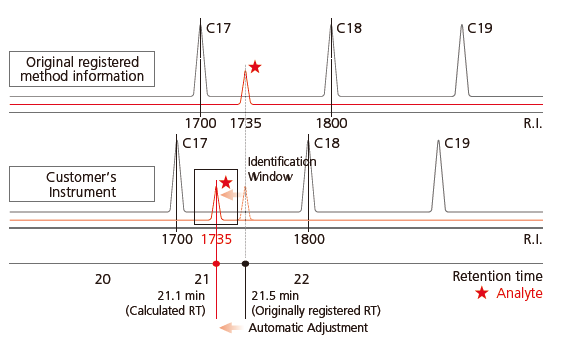 C17
C18
C19
Original registered
method information
1700
1735
1800
R.I.
C17
Identification
Window
C18
C19
Customer's
Instrument
1700
1735
1800
R.I.
20
21
22
Retention time
21.1 min
(Calculated RT)
21.5 min
(Originally registered RT)
Analyte
Automatic Adjustment